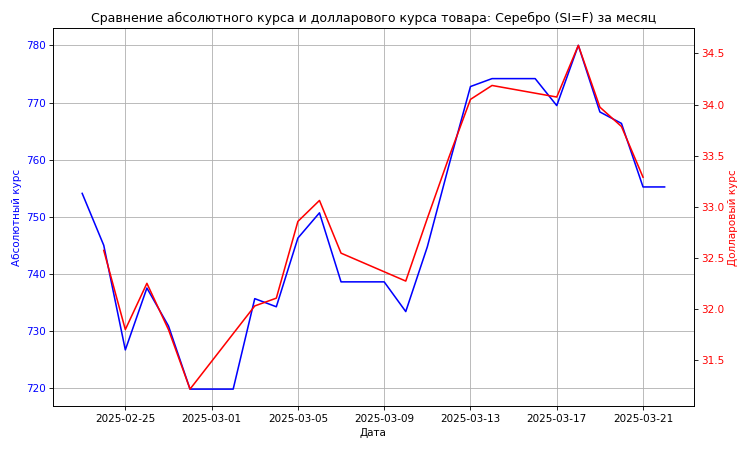 Сравнение абсолютного курса и долларового курса товара: Серебро (SI=F) за месяц
780
770
760
750
740
730
720
Абсолютный курс
34.5
34.0
33.5
33.0
32.5
32.0
31.5
Долларовый курс
2025-02-25 2025-03-01 2025-03-05 2025-03-09 2025-03-13 2025-03-17 2025-03-21
Дата